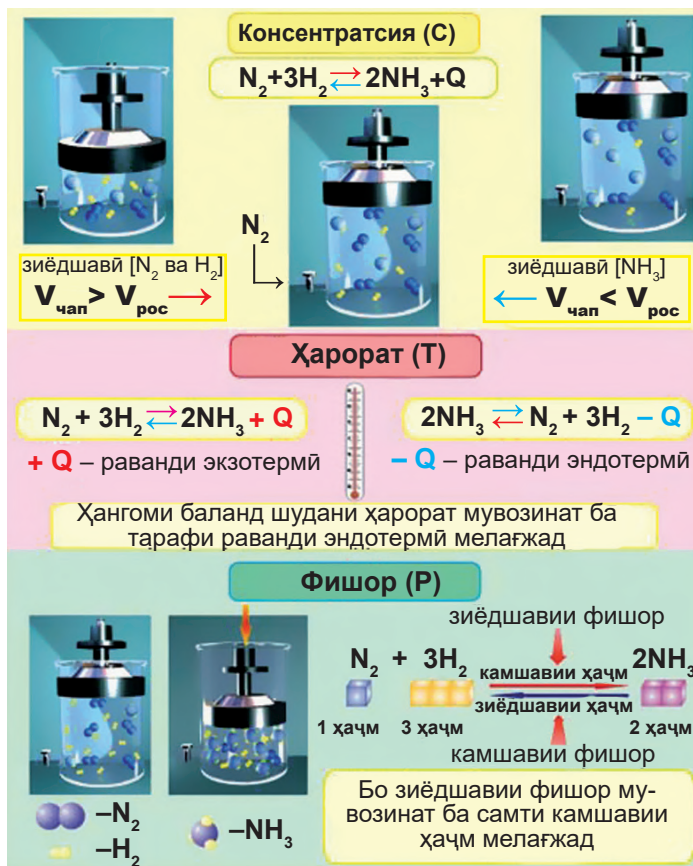 Консентратсия (С)
N₂+3H₂ ⇄ 2NH₃+Q
N₂
зиёдшавӣ [N₂ ва H₂]
Vчап > Vрос →
зиёдшавӣ [NH₃]
← Vчап < Vрос
Ҳарорат (Т)
N₂ + 3H₂ ⇄ 2NH₃ + Q
+ Q – раванди экзотермӣ
2NH₃ ⇄ N₂ + 3H₂ – Q
– Q – раванди эндотермӣ
Ҳангоми баланд шудани ҳарорат мувозинат ба
тарафи раванди эндотермӣ мелағжад
Фишор (Р)
зиёдшавии фишор
N₂ + 3H₂ 2NH₃
камшавии ҳаҷм
зиёдшавии ҳаҷм
1 ҳаҷм 3 ҳаҷм 2 ҳаҷм
камшавии фишор
–N₂
–H₂
–NH₃
Бо зиёдшавии фишор му-
возинат ба самти камшавии
ҳаҷм мелағжад